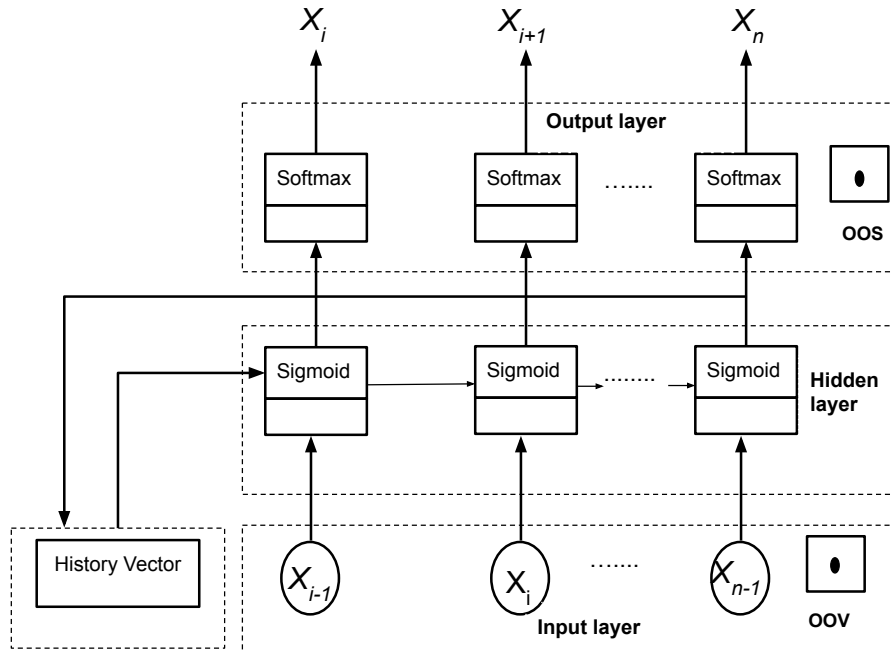 X_i X_{i+1} X_n
Output layer
Softmax Softmax ....... Softmax
OOS
Sigmoid Sigmoid ........ Sigmoid
Hidden
layer
History Vector
X_{i-1} X_i ....... X_{n-1}
Input layer
OOV